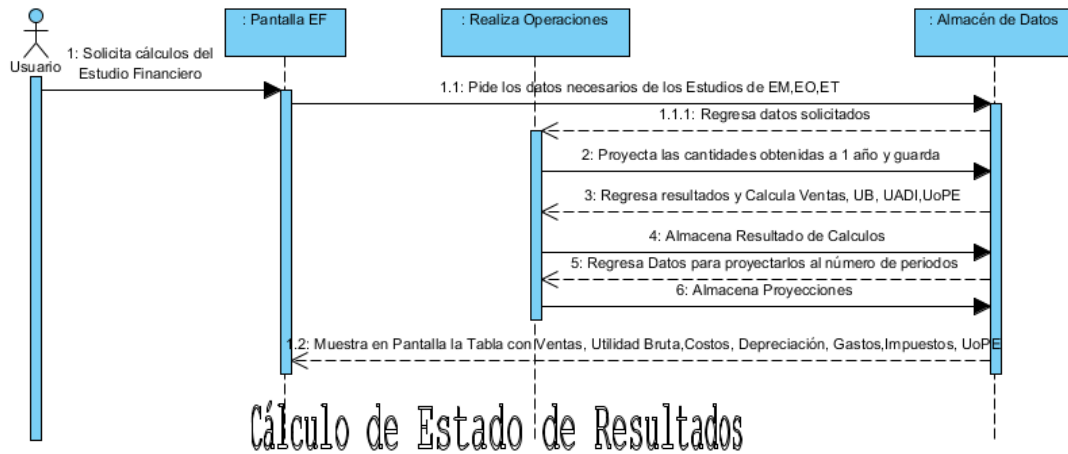 : Pantalla EF
: Realiza Operaciones
: Almacén de Datos
Usuario
1: Solicita cálculos del
Estudio Financiero
1.1: Pide los datos necesarios de los Estudios de EM,EO,ET
1.1.1: Regresa datos solicitados
2: Proyecta las cantidades obtenidas a 1 año y guarda
3: Regresa resultados y Calcula Ventas, UB, UADI,UoPE
4: Almacena Resultado de Calculos
5: Regresa Datos para proyectarlos al número de periodos
6: Almacena Proyecciones
1.2: Muestra en Pantalla la Tabla con Ventas, Utilidad Bruta,Costos, Depreciación, Gastos,Impuestos, UoPE
Cálculo de Estado de Resultados